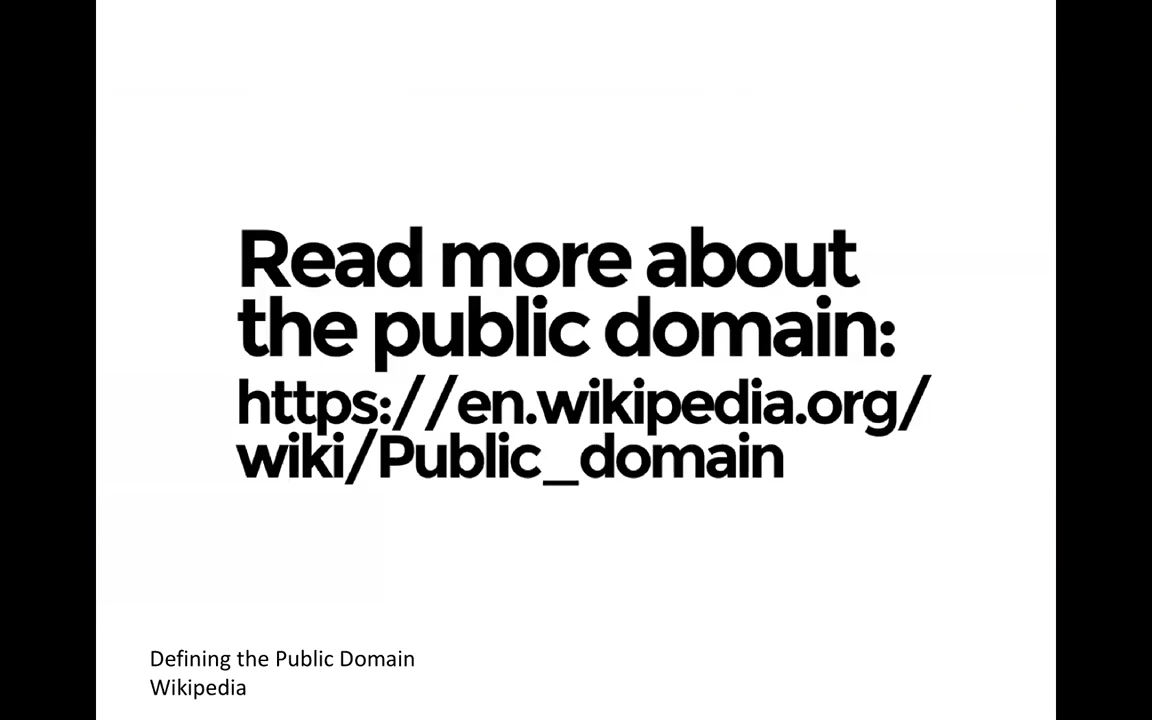 Read more about
the public domain:
https://en.wikipedia.org/
wiki/Public_domain
Defining the Public Domain
Wikipedia